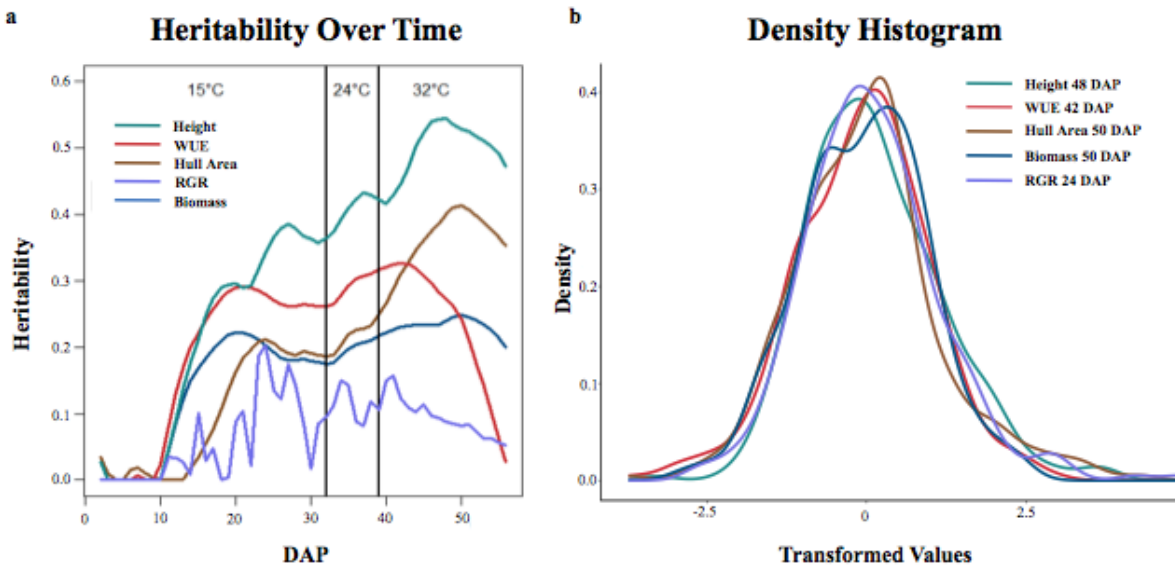 a
Heritability Over Time
0.6
0.5
0.4
0.3
0.2
0.1
0.0
Heritability
15°C
24°C
32°C
Height
WUE
Hull Area
RGR
Biomass
0
10
20
30
40
50
DAP
b
Density Histogram
0.4
0.3
0.2
0.1
0.0
Density
Height 48 DAP
WUE 42 DAP
Hull Area 50 DAP
Biomass 50 DAP
RGR 24 DAP
-2.5
0
2.5
Transformed Values